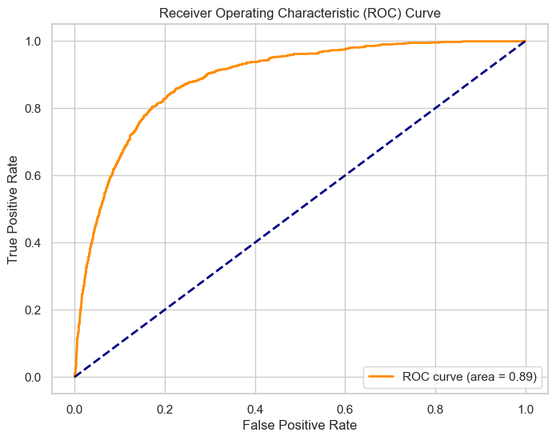 Receiver Operating Characteristic (ROC) Curve
1.0
0.8
0.6
0.4
0.2
0.0
True Positive Rate
ROC curve (area = 0.89)
0.0 0.2 0.4 0.6 0.8 1.0
False Positive Rate